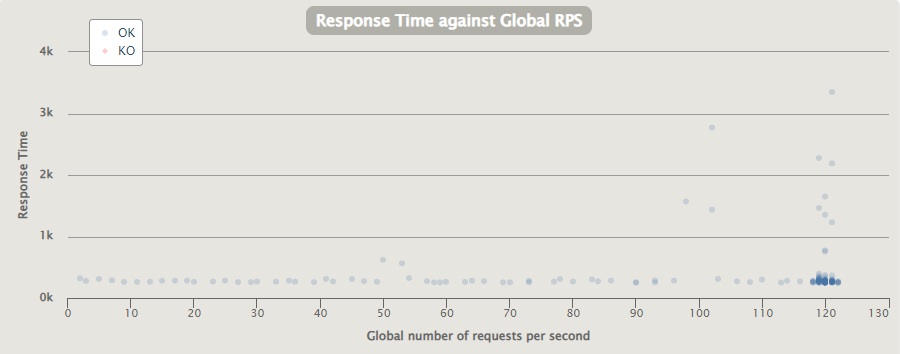 Response Time against Global RPS
OK
KO
Response Time
4k
3k
2k
1k
0k
0 10 20 30 40 50 60 70 80 90 100 110 120 130
Global number of requests per second